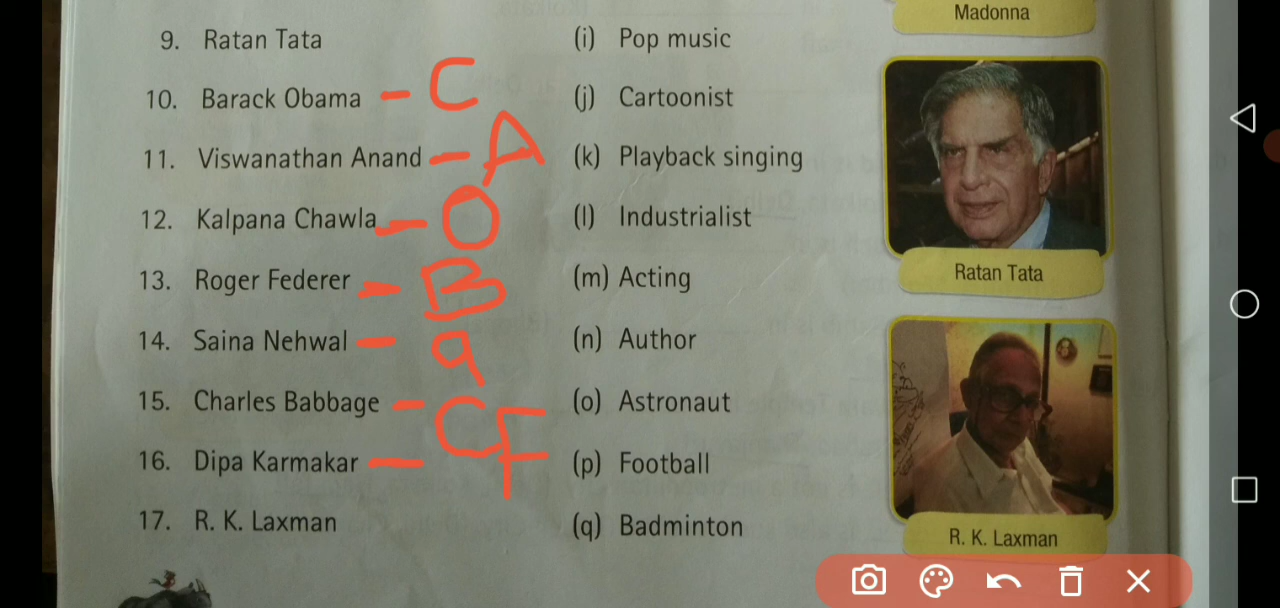 Madonna
9. Ratan Tata (i) Pop music
10. Barack Obama – C (j) Cartoonist
11. Viswanathan Anand – A (k) Playback singing
12. Kalpana Chawla – O (l) Industrialist
13. Roger Federer – B (m) Acting
14. Saina Nehwal – q (n) Author
15. Charles Babbage – C (o) Astronaut
16. Dipa Karmakar – F (p) Football
17. R. K. Laxman (q) Badminton
Ratan Tata
R. K. Laxman